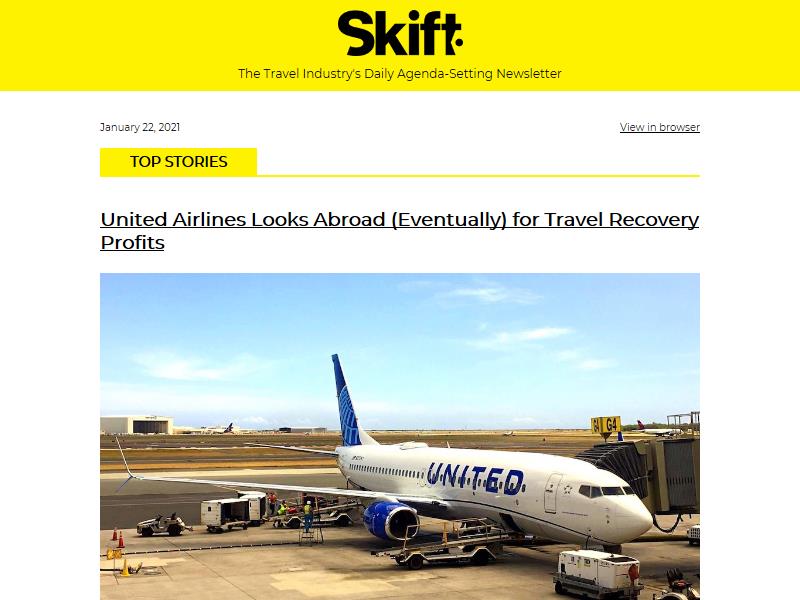 Skift
The Travel Industry's Daily Agenda-Setting Newsletter
January 22, 2021
View in browser
TOP STORIES
United Airlines Looks Abroad (Eventually) for Travel Recovery
Profits
G4
UNITED